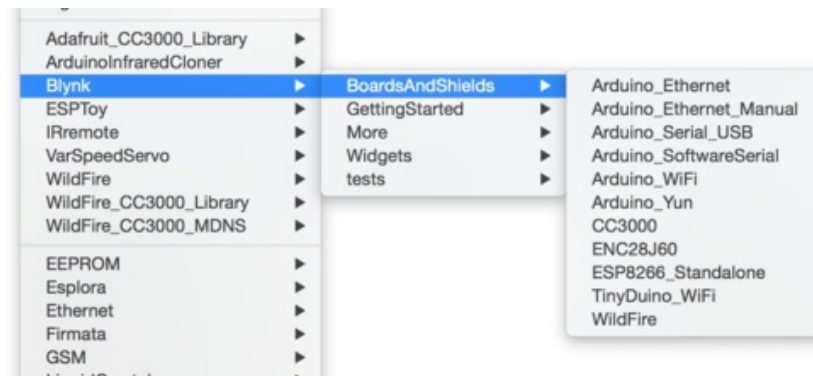 Adafruit_CC3000_Library
ArduinoInfraredCloner
Blynk
ESPToy
IRremote
VarSpeedServo
WildFire
WildFire_CC3000_Library
WildFire_CC3000_MDNS
EEPROM
Esplora
Ethernet
Firmata
GSM
BoardsAndShields
GettingStarted
More
Widgets
tests
Arduino_Ethernet
Arduino_Ethernet_Manual
Arduino_Serial_USB
Arduino_SoftwareSerial
Arduino_WiFi
Arduino_Yun
CC3000
ENC28J60
ESP8266_Standalone
TinyDuino_WiFi
WildFire